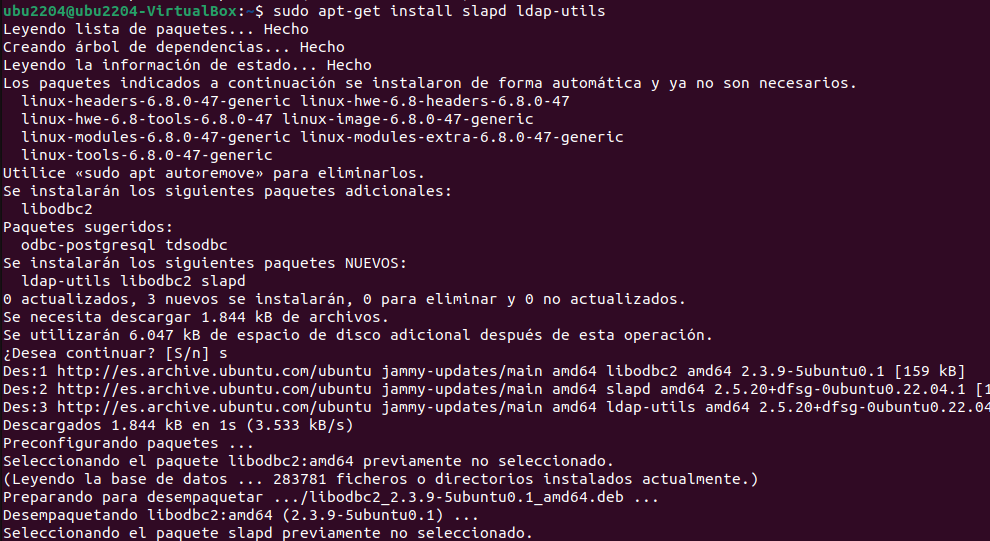 ubu2204@ubu2204-VirtualBox:~$ sudo apt-get install slapd ldap-utils
Leyendo lista de paquetes... Hecho
Creando árbol de dependencias... Hecho
Leyendo la información de estado... Hecho
Los paquetes indicados a continuación se instalaron de forma automática y ya no son necesarios.
  linux-headers-6.8.0-47-generic linux-hwe-6.8-headers-6.8.0-47
  linux-hwe-6.8-tools-6.8.0-47 linux-image-6.8.0-47-generic
  linux-modules-6.8.0-47-generic linux-modules-extra-6.8.0-47-generic
  linux-tools-6.8.0-47-generic
Utilice «sudo apt autoremove» para eliminarlos.
Se instalarán los siguientes paquetes adicionales:
  libodbc2
Paquetes sugeridos:
  odbc-postgresql tdsodbc
Se instalarán los siguientes paquetes NUEVOS:
  ldap-utils libodbc2 slapd
0 actualizados, 3 nuevos se instalarán, 0 para eliminar y 0 no actualizados.
Se necesita descargar 1.844 kB de archivos.
Se utilizarán 6.047 kB de espacio de disco adicional después de esta operación.
¿Desea continuar? [S/n] s
Des:1 http://es.archive.ubuntu.com/ubuntu jammy-updates/main amd64 libodbc2 amd64 2.3.9-5ubuntu0.1 [159 kB]
Des:2 http://es.archive.ubuntu.com/ubuntu jammy-updates/main amd64 slapd amd64 2.5.20+dfsg-0ubuntu0.22.04.1 [1
Des:3 http://es.archive.ubuntu.com/ubuntu jammy-updates/main amd64 ldap-utils amd64 2.5.20+dfsg-0ubuntu0.22.04
Descargados 1.844 kB en 1s (3.533 kB/s)
Preconfigurando paquetes ...
Seleccionando el paquete libodbc2:amd64 previamente no seleccionado.
(Leyendo la base de datos ... 283781 ficheros o directorios instalados actualmente.)
Preparando para desempaquetar .../libodbc2_2.3.9-5ubuntu0.1_amd64.deb ...
Desempaquetando libodbc2:amd64 (2.3.9-5ubuntu0.1) ...
Seleccionando el paquete slapd previamente no seleccionado.